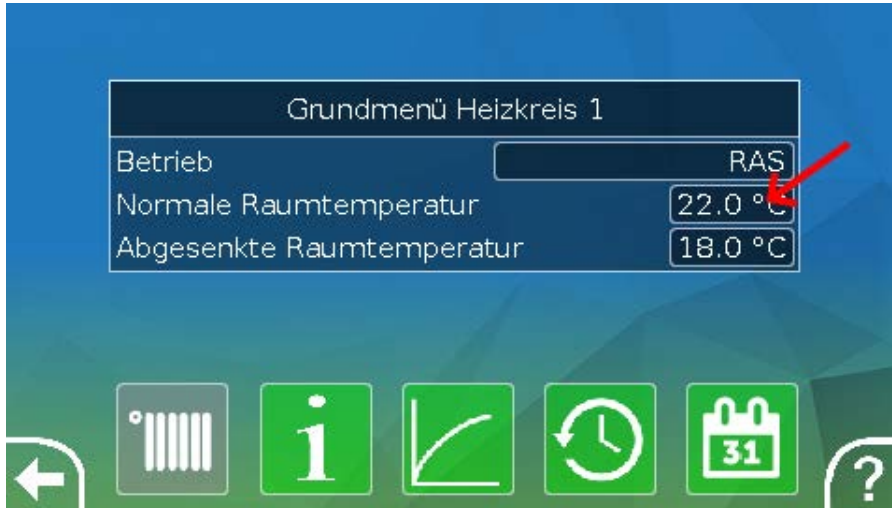 Grundmenü Heizkreis 1
Betrieb RAS
Normale Raumtemperatur 22.0 °C
Abgesenkte Raumtemperatur 18.0 °C
31
?